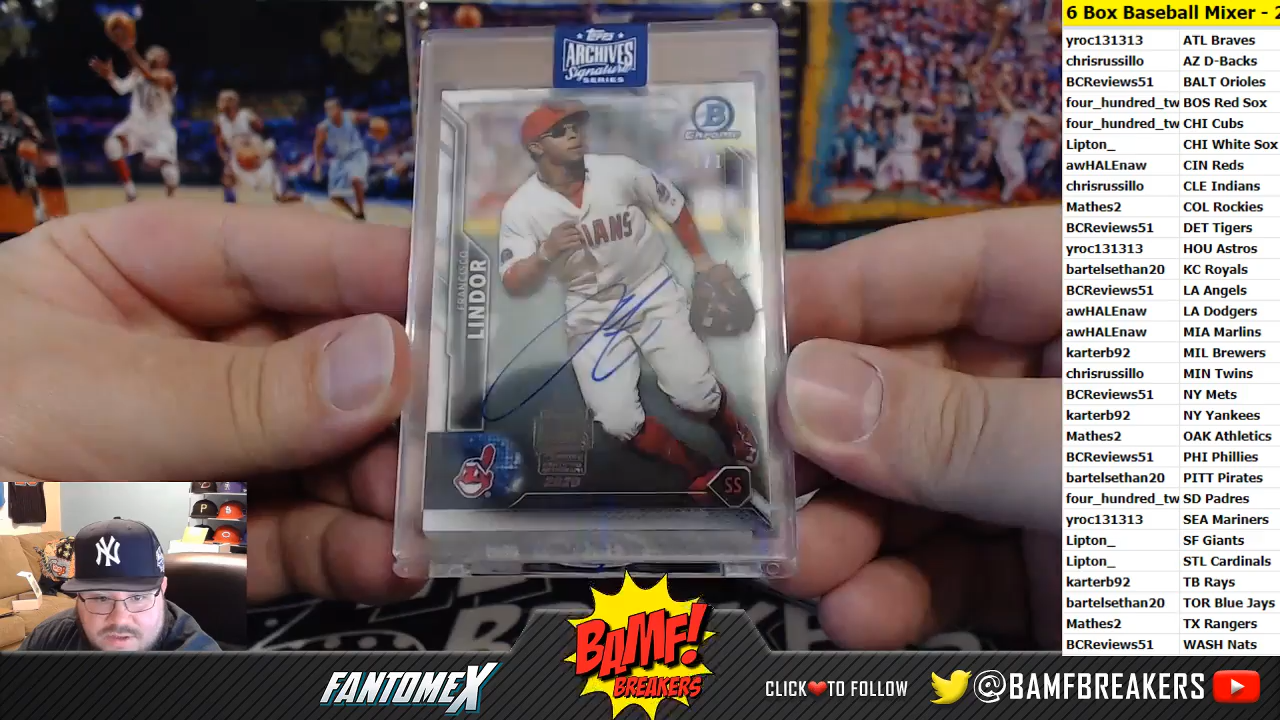 6 Box Baseball Mixer - 2
yroc131313 ATL Braves
chrisrussillo AZ D-Backs
BCReviews51 BALT Orioles
four_hundred_tw BOS Red Sox
four_hundred_tw CHI Cubs
Lipton_ CHI White Sox
awHALEnaw CIN Reds
chrisrussillo CLE Indians
Mathes2 COL Rockies
BCReviews51 DET Tigers
yroc131313 HOU Astros
bartelsethan20 KC Royals
BCReviews51 LA Angels
awHALEnaw LA Dodgers
awHALEnaw MIA Marlins
karterb92 MIL Brewers
chrisrussillo MIN Twins
BCReviews51 NY Mets
karterb92 NY Yankees
Mathes2 OAK Athletics
BCReviews51 PHI Phillies
bartelsethan20 PITT Pirates
four_hundred_tw SD Padres
yroc131313 SEA Mariners
Lipton_ SF Giants
Lipton_ STL Cardinals
karterb92 TB Rays
bartelsethan20 TOR Blue Jays
Mathes2 TX Rangers
BCReviews51 WASH Nats
Topps
ARCHIVES
Signature
SERIES
B
CHROME
1/1
IANS
FRANCISCO
LINDOR
2020
SS
NY
P
FANTOMEX
BAMF!
BREAKERS
CLICK TO FOLLOW
@BAMFBREAKERS